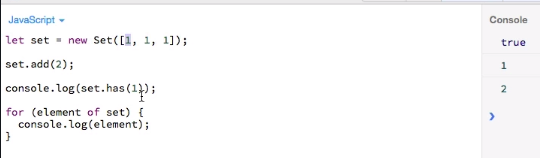 JavaScript
let set = new Set([1, 1, 1]);
set.add(2);
console.log(set.has(1));
for (element of set) {
  console.log(element);
}
Console
true
1
2